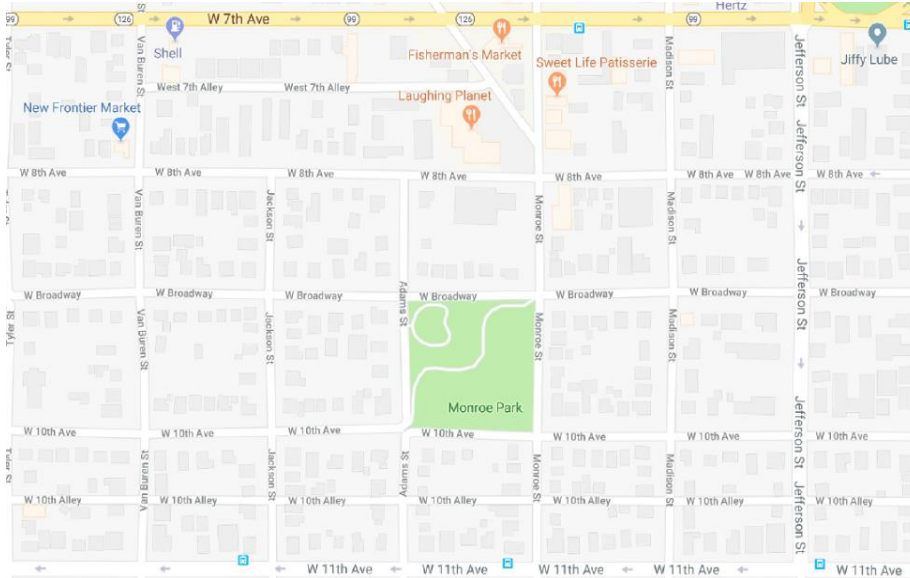 99
126
St
W 7th Ave
99
126
99
Hertz
Tyler St
Van Buren St
Shell
Fisherman's Market
Sweet Life Patisserie
Madison St
Jefferson St
Jiffy Lube
West 7th Alley
West 7th Alley
New Frontier Market
Laughing Planet
Jefferson St
W 8th Ave
W 8th Ave
W 8th Ave
W 8th Ave
W 8th Ave
W 8th Ave
W 8th Ave
W 8th Ave
Van Buren St
Jackson St
Monroe St
Madison St
Jefferson St
W Broadway
W Broadway
W Broadway
W Broadway
W Broadway
W Broadway
W Broadway
Adams St
Tyler St
Van Buren St
Jackson St
Monroe St
Madison St
Monroe Park
Jefferson St
W 10th Ave
W 10th Ave
W 10th Ave
W 10th Ave
W 10th Ave
W 10th Ave
W 10th Ave
Van Buren St
Jackson St
Adams St
Monroe St
Madison St
Jefferson St
W 10th Alley
W 10th Alley
W 10th Alley
W 10th Alley
W 10th Alley
W 10th Alley
W 10th Alley
W 11th Ave
W 11th Ave
W 11th Ave
W 11th Ave
W 11th Ave